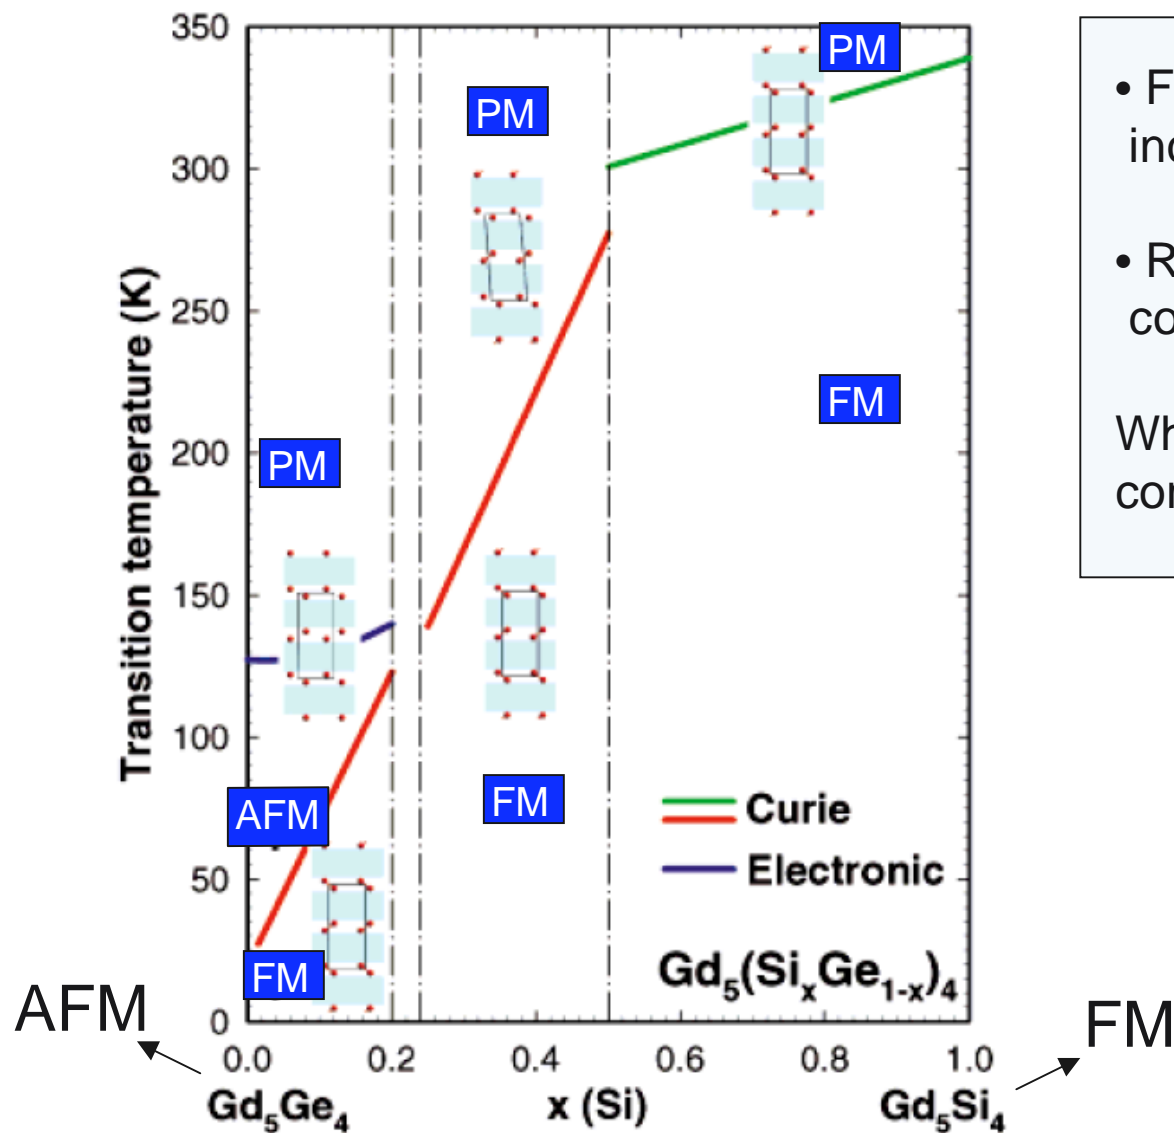 350
300
250
200
150
100
50
0
Transition temperature (K)
PM
PM
PM
FM
PM
AFM
FM
FM
Curie
Electronic
Gd₅(SiₓGe₁₋ₓ)₄
AFM
FM
0.0 0.2 0.4 0.6 0.8 1.0
Gd₅Ge₄ x (Si) Gd₅Si₄
• F
• R